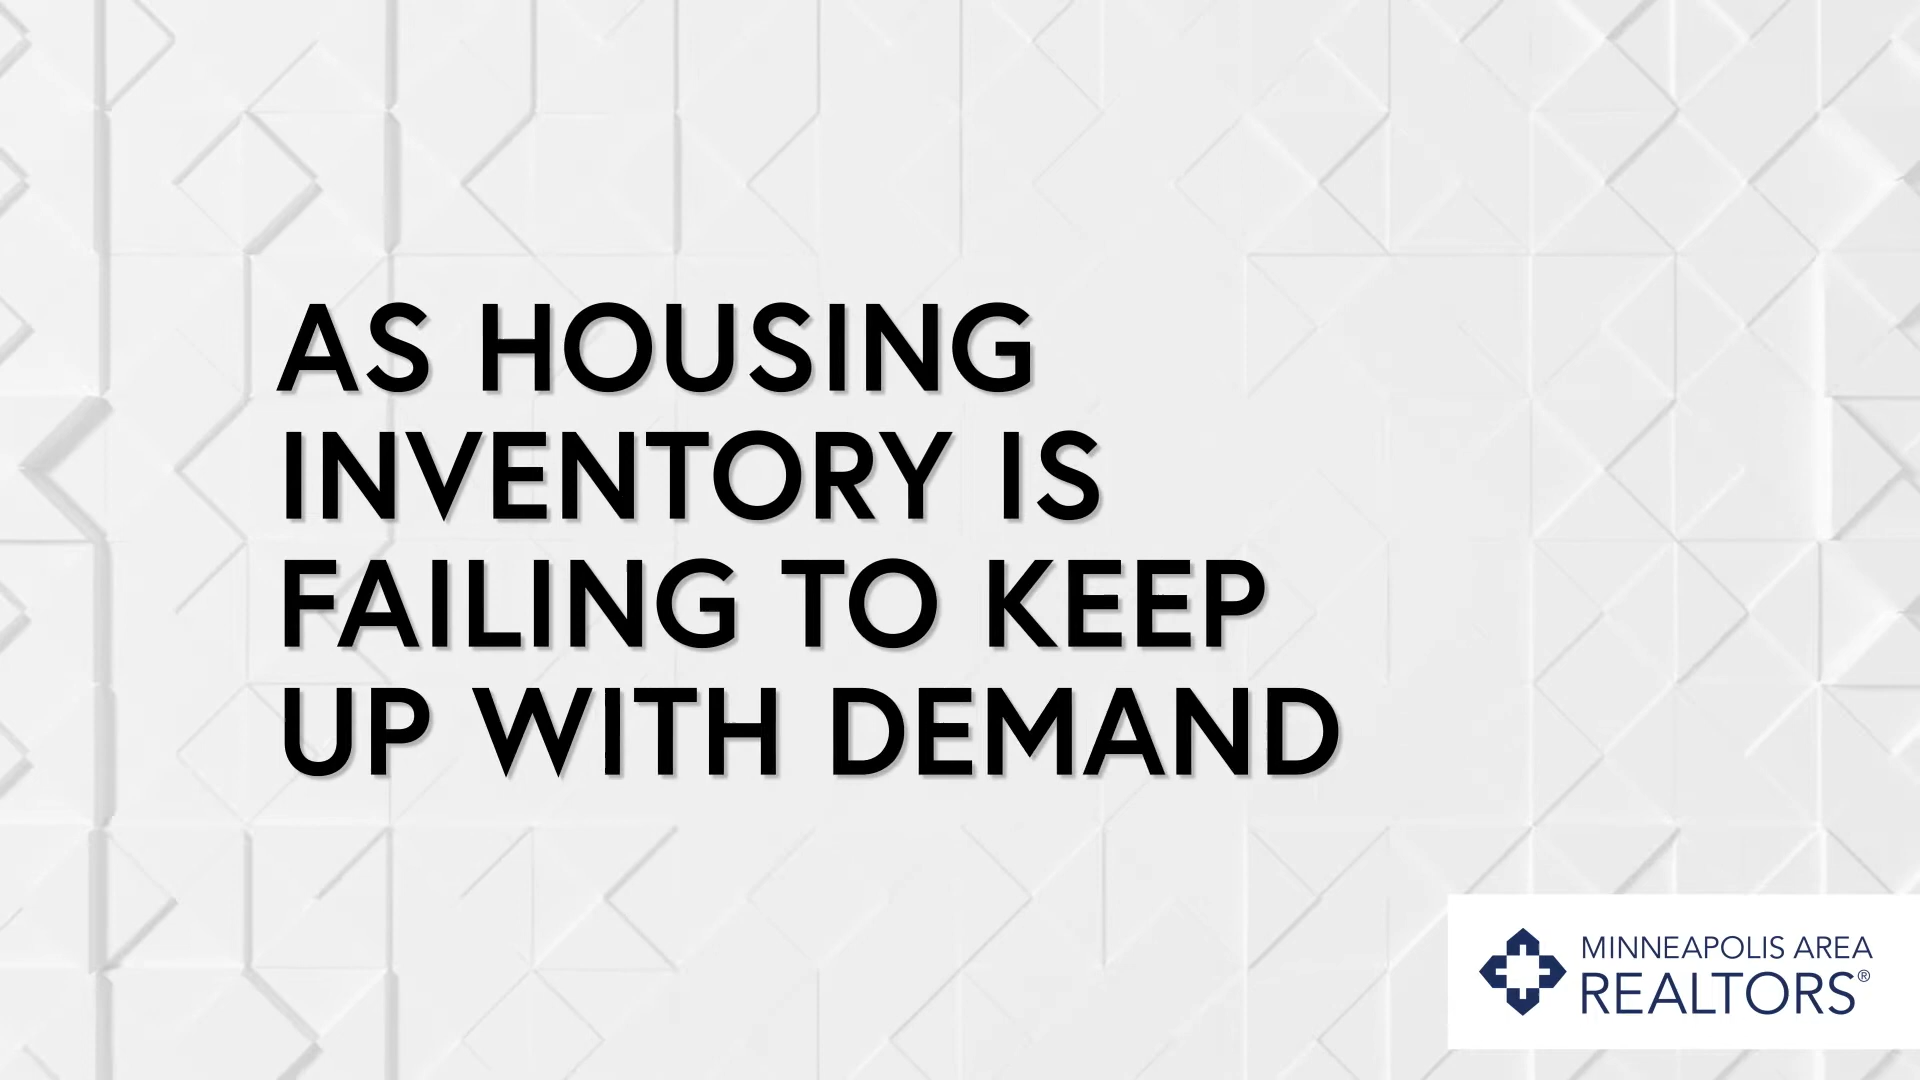 AS HOUSING
INVENTORY IS
FAILING TO KEEP
UP WITH DEMAND
MINNEAPOLIS AREA
REALTORS®